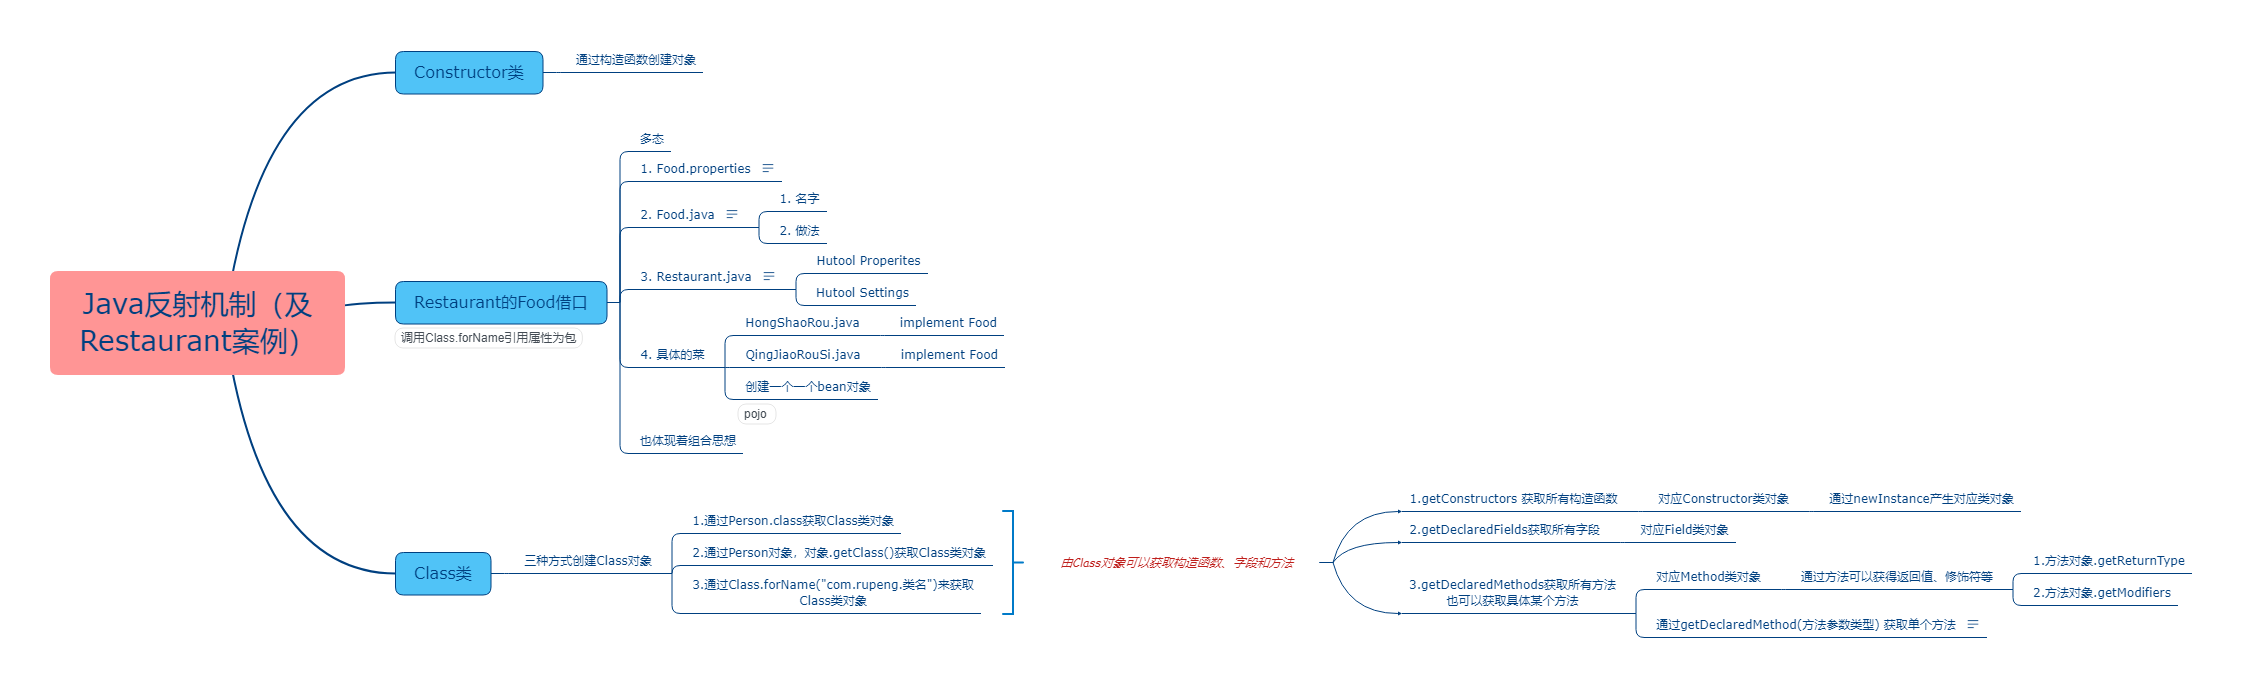 Java反射机制（及
Restaurant案例）
Constructor类
通过构造函数创建对象
Restaurant的Food借口
调用Class.forName引用属性为包
多态
1. Food.properties
2. Food.java
1. 名字
2. 做法
3. Restaurant.java
Hutool Properites
Hutool Settings
4. 具体的菜
HongShaoRou.java
implement Food
QingJiaoRouSi.java
implement Food
创建一个一个bean对象
pojo
也体现着组合思想
Class类
三种方式创建Class对象
1.通过Person.class获取Class类对象
2.通过Person对象，对象.getClass()获取Class类对象
3.通过Class.forName("com.rupeng.类名")来获取
Class类对象
由Class对象可以获取构造函数、字段和方法
1.getConstructors 获取所有构造函数
对应Constructor类对象
通过newInstance产生对应类对象
2.getDeclaredFields获取所有字段
对应Field类对象
3.getDeclaredMethods获取所有方法
也可以获取具体某个方法
对应Method类对象
通过方法可以获得返回值、修饰符等
1.方法对象.getReturnType
2.方法对象.getModifiers
通过getDeclaredMethod(方法参数类型) 获取单个方法